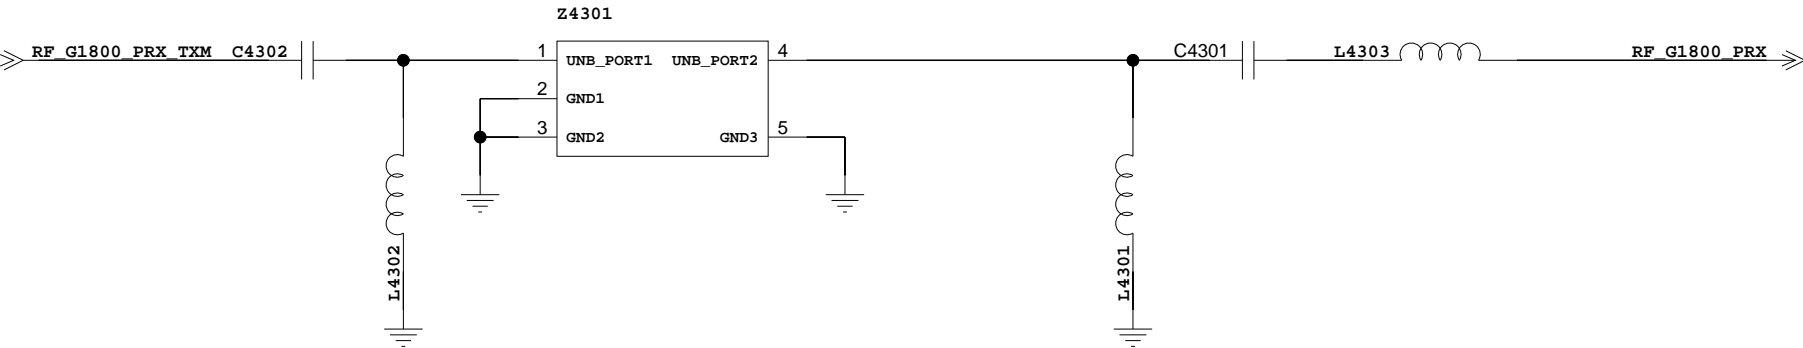 Z4301
RF_G1800_PRX_TXM C4302 1 UNB_PORT1 UNB_PORT2 4 C4301 L4303 RF_G1800_PRX
2 GND1
3 GND2 GND3 5
L4302
L4301